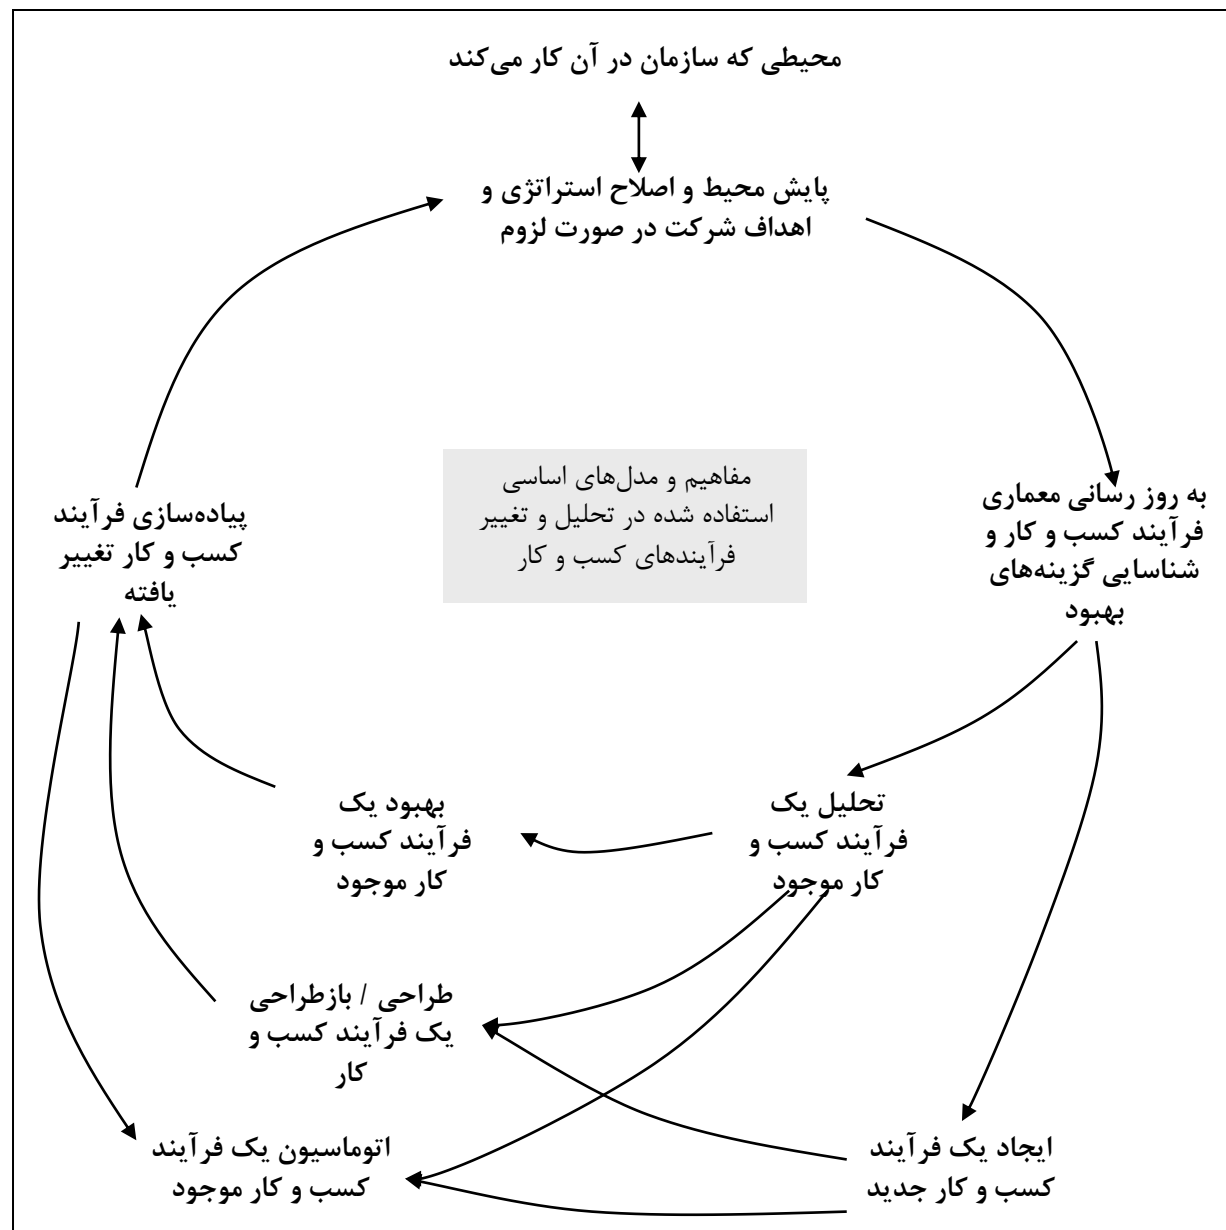 محیطی که سازمان در آن کار می‌کند
پایش محیط و اصلاح استراتژی و
اهداف شرکت در صورت لزوم
به روز رسانی معماری
فرآیند کسب و کار و
شناسایی گزینه‌های
بهبود
مفاهیم و مدل‌های اساسی
استفاده شده در تحلیل و تغییر
فرآیندهای کسب و کار
پیاده‌سازی فرآیند
کسب و کار تغییر
یافته
تحلیل یک
فرآیند کسب و
کار موجود
بهبود یک
فرآیند کسب و
کار موجود
طراحی / بازطراحی
یک فرآیند کسب و
کار
ایجاد یک فرآیند
کسب و کار جدید
اتوماسیون یک فرآیند
کسب و کار موجود